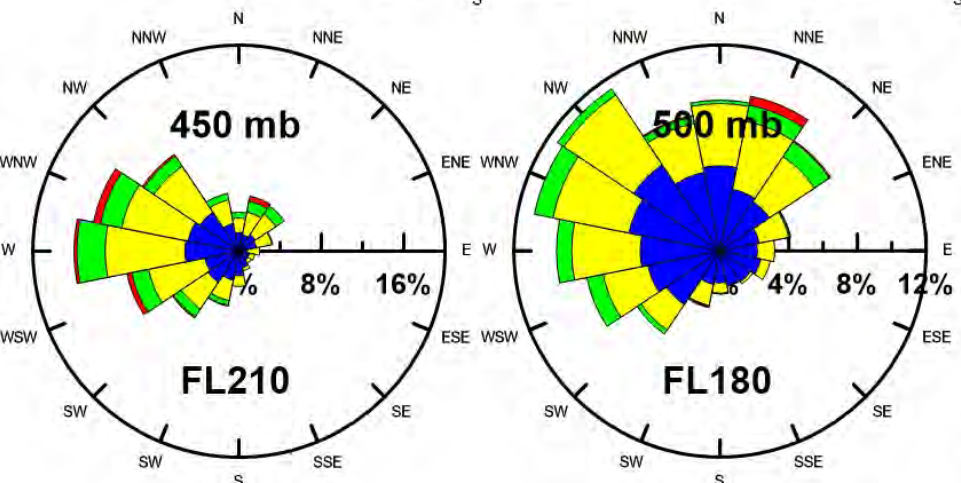 N
NNW
NNE
NW
NE
450 mb
WNW
ENE
W
E
%
8%
16%
WSW
ESE
FL210
SW
SE
SW
SSE
S
N
NNW
NNE
NW
NE
500 mb
WNW
ENE
W
E
4%
8%
12%
WSW
ESE
FL180
SW
SE
SW
SSE
S